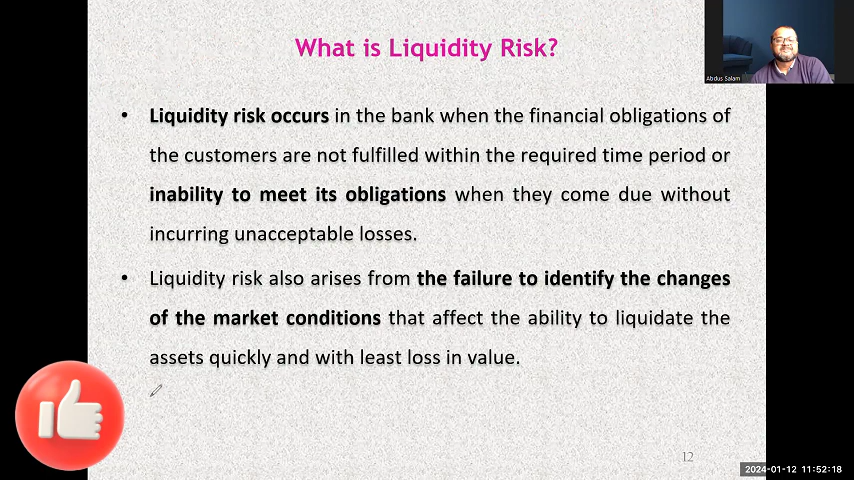 What is Liquidity Risk?
Abdus Salam
• Liquidity risk occurs in the bank when the financial obligations of
the customers are not fulfilled within the required time period or
inability to meet its obligations when they come due without
incurring unacceptable losses.
• Liquidity risk also arises from the failure to identify the changes
of the market conditions that affect the ability to liquidate the
assets quickly and with least loss in value.
12
2024-01-12 11:52:18